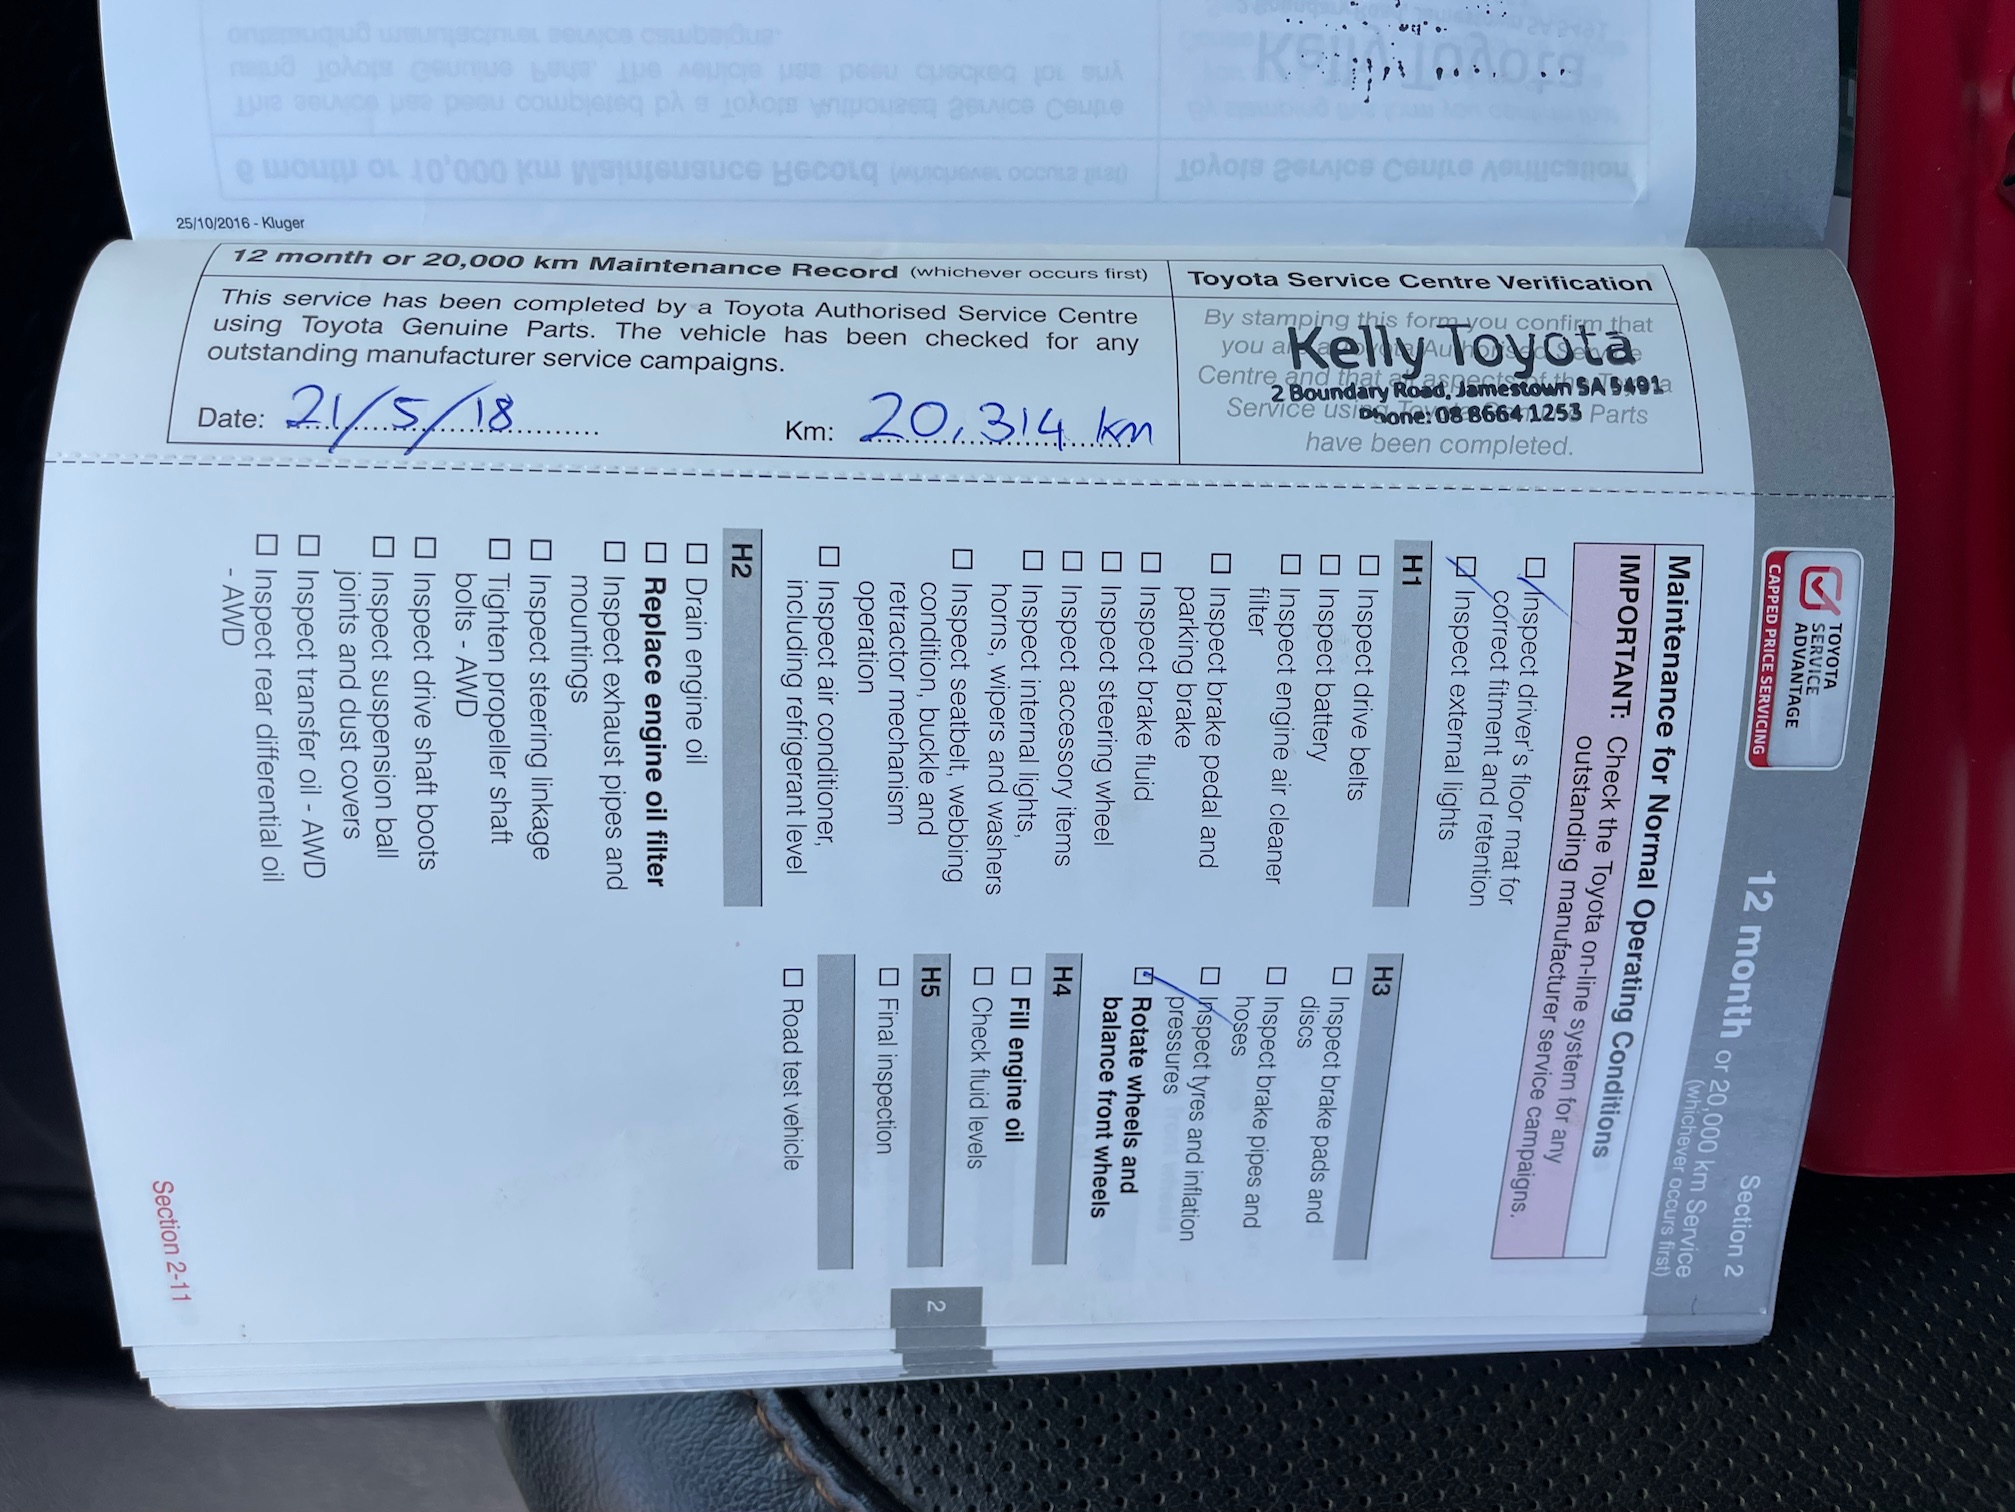 25/10/2016 - Kluger
12 month or 20,000 km Maintenance Record (whichever occurs first)
This service has been completed by a Toyota Authorised Service Centre
using Toyota Genuine Parts. The vehicle has been checked for any
outstanding manufacturer service campaigns.
Date: 21/5/18
Km: 20,314 km
Toyota Service Centre Verification
By stamping this form you confirm that
you are a Toyota Authorised Service
Centre and that all aspects of the Toyota
Service using Toyota Genuine Parts
have been completed.
Kelly Toyota
2 Boundary Road, Jamestown SA 5491
Phone: 08 8664 1253
TOYOTA
SERVICE
ADVANTAGE
CAPPED PRICE SERVICING
Section 2
12 month or 20,000 km Service
(whichever occurs first)
Maintenance for Normal Operating Conditions
IMPORTANT: Check the Toyota on-line system for any
outstanding manufacturer service campaigns.
Inspect driver's floor mat for
correct fitment and retention
Inspect external lights
H1
Inspect drive belts
Inspect battery
Inspect engine air cleaner
filter
Inspect brake pedal and
parking brake
Inspect brake fluid
Inspect steering wheel
Inspect accessory items
Inspect internal lights,
horns, wipers and washers
Inspect seatbelt, webbing
condition, buckle and
retractor mechanism
operation
Inspect air conditioner,
including refrigerant level
H2
Drain engine oil
Replace engine oil filter
Inspect exhaust pipes and
mountings
Inspect steering linkage
Tighten propeller shaft
bolts - AWD
Inspect drive shaft boots
Inspect suspension ball
joints and dust covers
Inspect transfer oil - AWD
Inspect rear differential oil
- AWD
H3
Inspect brake pads and
discs
Inspect brake pipes and
hoses
Inspect tyres and inflation
pressures
Rotate wheels and
balance front wheels
H4
Fill engine oil
Check fluid levels
H5
Final inspection
Road test vehicle
2
Section 2-11